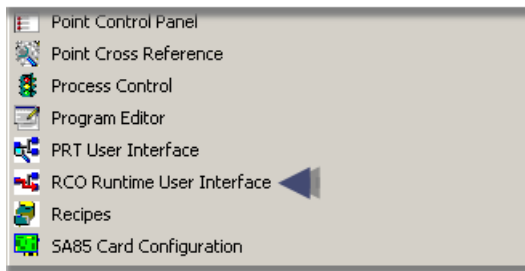 Point Control Panel
Point Cross Reference
Process Control
Program Editor
PRT User Interface
RCO Runtime User Interface
Recipes
SA85 Card Configuration